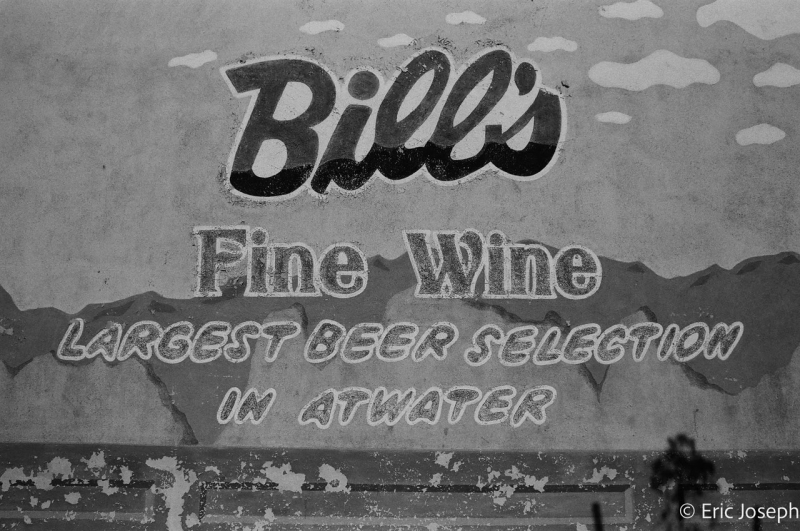 Bill's
Fine Wine
LARGEST BEER SELECTION
IN ATWATER
© Eric Joseph